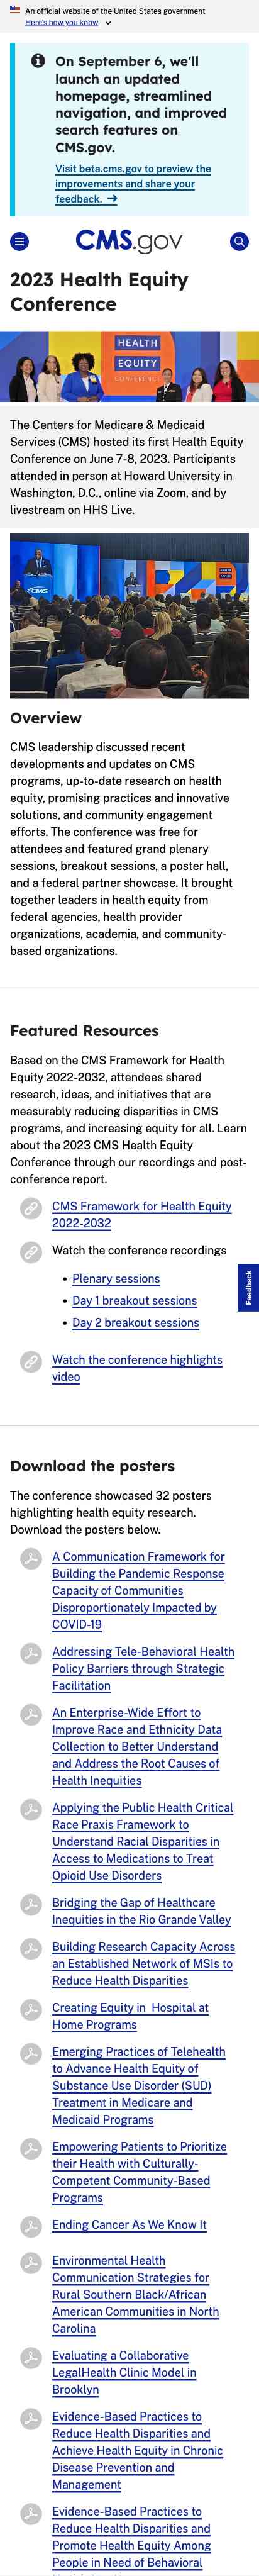 An official website of the United States government
Here's how you know
On September 6, we'll
launch an updated
homepage, streamlined
navigation, and improved
search features on
CMS.gov.
Visit beta.cms.gov to preview the
improvements and share your
feedback. →
CMS.gov
2023 Health Equity
Conference
HEALTH
EQUITY
CONFERENCE
The Centers for Medicare & Medicaid
Services (CMS) hosted its first Health Equity
Conference on June 7-8, 2023. Participants
attended in person at Howard University in
Washington, D.C., online via Zoom, and by
livestream on HHS Live.
CMS
Overview
CMS leadership discussed recent
developments and updates on CMS
programs, up-to-date research on health
equity, promising practices and innovative
solutions, and community engagement
efforts. The conference was free for
attendees and featured grand plenary
sessions, breakout sessions, a poster hall,
and a federal partner showcase. It brought
together leaders in health equity from
federal agencies, health provider
organizations, academia, and community-
based organizations.
Featured Resources
Based on the CMS Framework for Health
Equity 2022-2032, attendees shared
research, ideas, and initiatives that are
measurably reducing disparities in CMS
programs, and increasing equity for all. Learn
about the 2023 CMS Health Equity
Conference through our recordings and post-
conference report.
CMS Framework for Health Equity
2022-2032
Watch the conference recordings
• Plenary sessions
• Day 1 breakout sessions
• Day 2 breakout sessions
Feedback
Watch the conference highlights
video
Download the posters
The conference showcased 32 posters
highlighting health equity research.
Download the posters below.
A Communication Framework for
Building the Pandemic Response
Capacity of Communities
Disproportionately Impacted by
COVID-19
Addressing Tele-Behavioral Health
Policy Barriers through Strategic
Facilitation
An Enterprise-Wide Effort to
Improve Race and Ethnicity Data
Collection to Better Understand
and Address the Root Causes of
Health Inequities
Applying the Public Health Critical
Race Praxis Framework to
Understand Racial Disparities in
Access to Medications to Treat
Opioid Use Disorders
Bridging the Gap of Healthcare
Inequities in the Rio Grande Valley
Building Research Capacity Across
an Established Network of MSIs to
Reduce Health Disparities
Creating Equity in Hospital at
Home Programs
Emerging Practices of Telehealth
to Advance Health Equity of
Substance Use Disorder (SUD)
Treatment in Medicare and
Medicaid Programs
Empowering Patients to Prioritize
their Health with Culturally-
Competent Community-Based
Programs
Ending Cancer As We Know It
Environmental Health
Communication Strategies for
Rural Southern Black/African
American Communities in North
Carolina
Evaluating a Collaborative
LegalHealth Clinic Model in
Brooklyn
Evidence-Based Practices to
Reduce Health Disparities and
Achieve Health Equity in Chronic
Disease Prevention and
Management
Evidence-Based Practices to
Reduce Health Disparities and
Promote Health Equity Among
People in Need of Behavioral